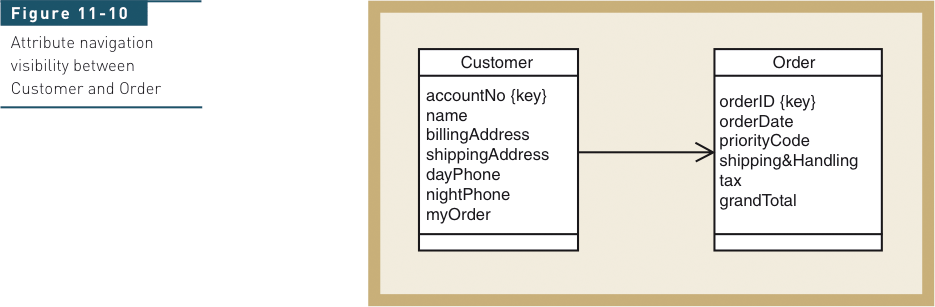 Figure 11-10
Attribute navigation
visibility between
Customer and Order
Customer
accountNo {key}
name
billingAddress
shippingAddress
dayPhone
nightPhone
myOrder
Order
orderID {key}
orderDate
priorityCode
shipping&Handling
tax
grandTotal